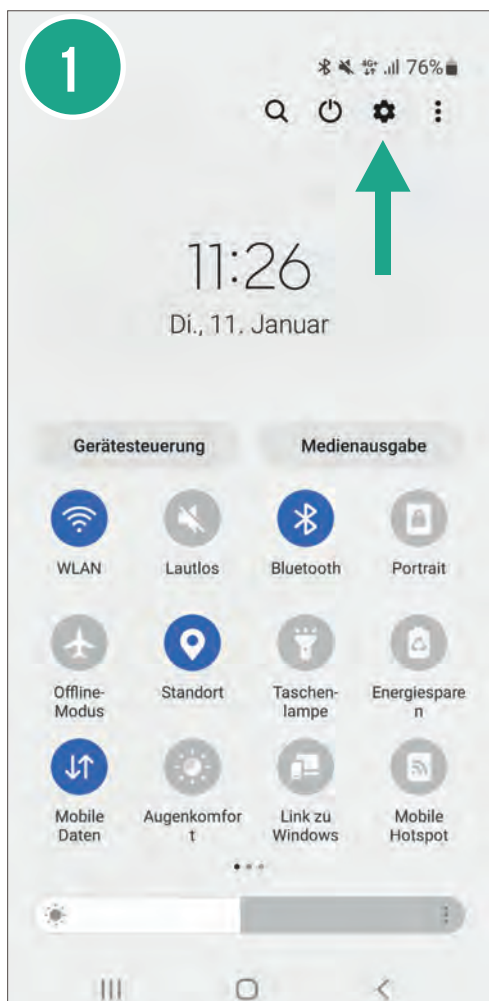 1
4G+ 76%
11:26
Di., 11. Januar
Gerätesteuerung Medienausgabe
WLAN Lautlos Bluetooth Portrait
Offline- Standort Taschen- Energiespare
Modus lampe n
Mobile Augenkomfor Link zu Mobile
Daten t Windows Hotspot